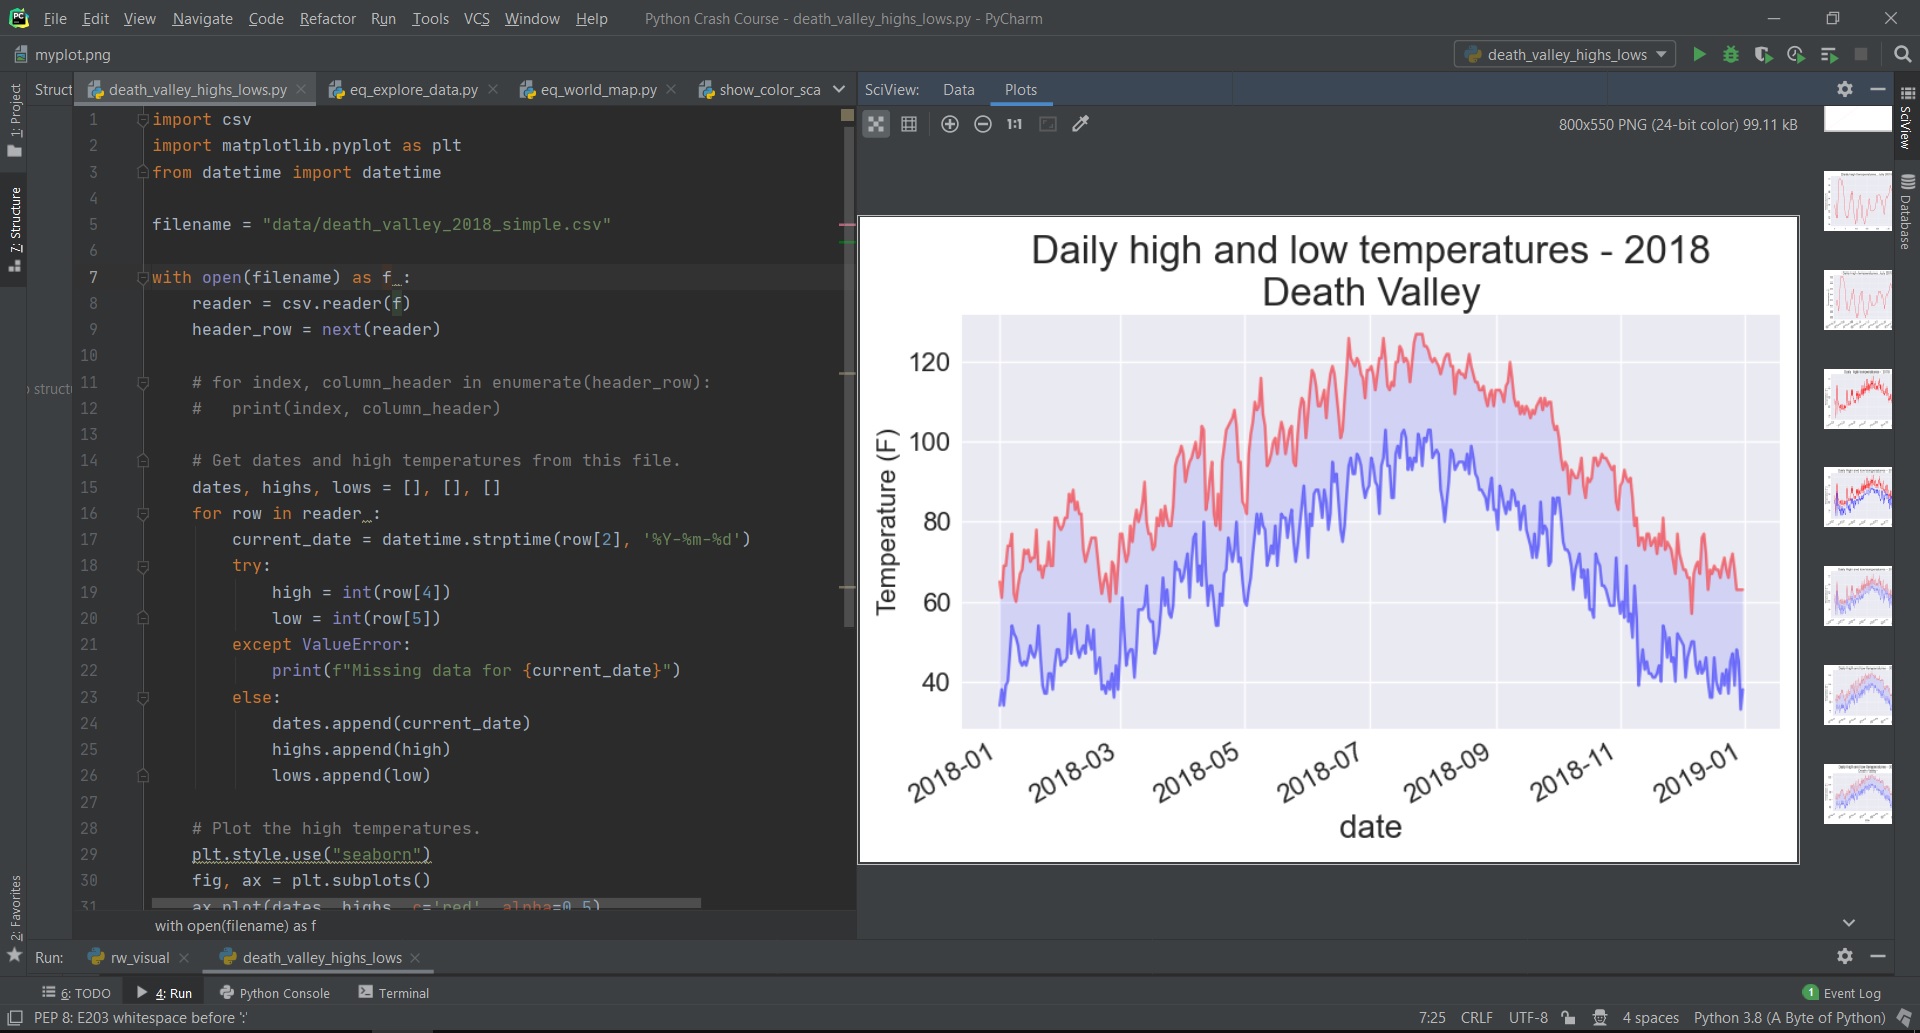 File Edit View Navigate Code Refactor Run Tools VCS Window Help Python Crash Course - death_valley_highs_lows.py - PyCharm
myplot.png death_valley_highs_lows
1: Project
7: Structure
2: Favorites
Struct death_valley_highs_lows.py eq_explore_data.py eq_world_map.py show_color_sca
o structu
1 import csv
2 import matplotlib.pyplot as plt
3 from datetime import datetime
4
5 filename = "data/death_valley_2018_simple.csv"
6
7 with open(filename) as f :
8 reader = csv.reader(f)
9 header_row = next(reader)
10
11 # for index, column_header in enumerate(header_row):
12 #   print(index, column_header)
13
14 # Get dates and high temperatures from this file.
15 dates, highs, lows = [], [], []
16 for row in reader :
17 current_date = datetime.strptime(row[2], '%Y-%m-%d')
18 try:
19 high = int(row[4])
20 low = int(row[5])
21 except ValueError:
22 print(f"Missing data for {current_date}")
23 else:
24 dates.append(current_date)
25 highs.append(high)
26 lows.append(low)
27
28 # Plot the high temperatures.
29 plt.style.use("seaborn")
30 fig, ax = plt.subplots()
31 ax.plot(dates, highs, c='red', alpha=0.5)
with open(filename) as f
SciView: Data Plots
1:1 800x550 PNG (24-bit color) 99.11 kB
Daily high and low temperatures - 2018
Death Valley
Temperature (F)
120
100
80
60
40
2018-01 2018-03 2018-05 2018-07 2018-09 2018-11 2019-01
date
SciView
Database
Run: rw_visual death_valley_highs_lows
6: TODO 4: Run Python Console Terminal 1 Event Log
PEP 8: E203 whitespace before ':' 7:25 CRLF UTF-8 4 spaces Python 3.8 (A Byte of Python)